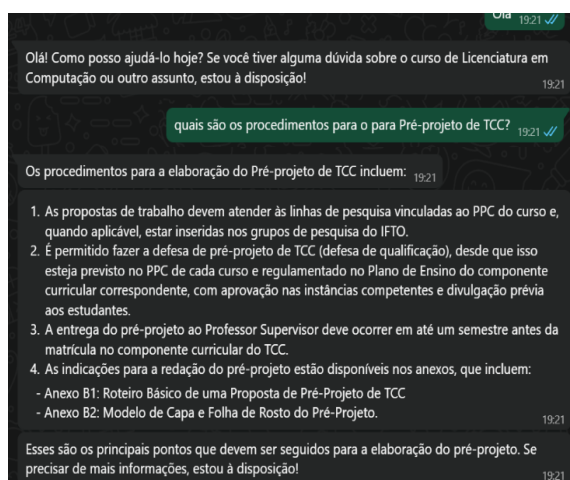 Olá 19:21
Olá! Como posso ajudá-lo hoje? Se você tiver alguma dúvida sobre o curso de Licenciatura em
Computação ou outro assunto, estou à disposição!
19:21
quais são os procedimentos para o para Pré-projeto de TCC? 19:21
Os procedimentos para a elaboração do Pré-projeto de TCC incluem: 19:21
1. As propostas de trabalho devem atender às linhas de pesquisa vinculadas ao PPC do curso e,
quando aplicável, estar inseridas nos grupos de pesquisa do IFTO.
2. É permitido fazer a defesa de pré-projeto de TCC (defesa de qualificação), desde que isso
esteja previsto no PPC de cada curso e regulamentado no Plano de Ensino do componente
curricular correspondente, com aprovação nas instâncias competentes e divulgação prévia
aos estudantes.
3. A entrega do pré-projeto ao Professor Supervisor deve ocorrer em até um semestre antes da
matrícula no componente curricular do TCC.
4. As indicações para a redação do pré-projeto estão disponíveis nos anexos, que incluem:
- Anexo B1: Roteiro Básico de uma Proposta de Pré-Projeto de TCC
- Anexo B2: Modelo de Capa e Folha de Rosto do Pré-Projeto.
19:21
Esses são os principais pontos que devem ser seguidos para a elaboração do pré-projeto. Se
precisar de mais informações, estou à disposição!
19:21